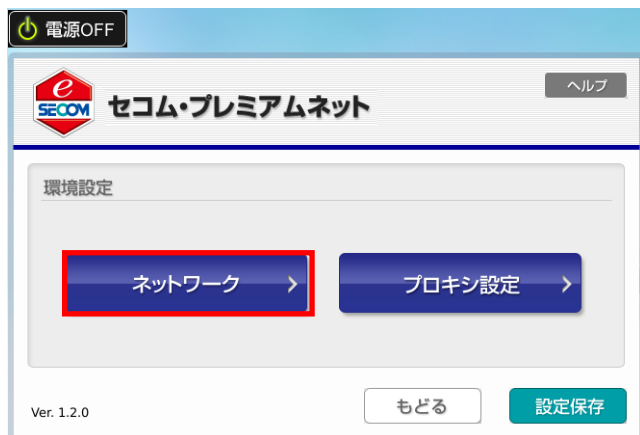 電源OFF
ヘルプ
e
SECOM
セコム・プレミアムネット
環境設定
ネットワーク
プロキシ設定
Ver. 1.2.0
もどる
設定保存